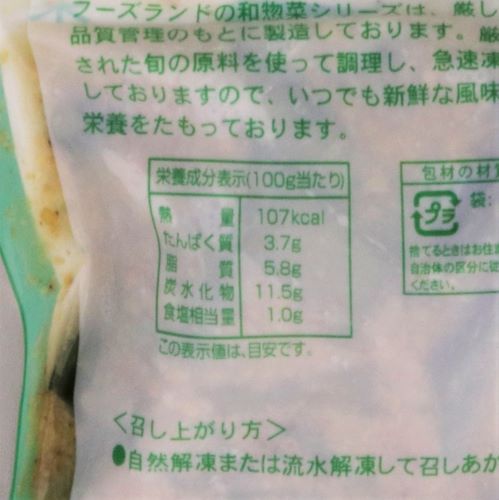 フーズランドの和惣菜シリーズは、厳し
品質管理のもとに製造しております。厳
された旬の原料を使って調理し、急速凍
しておりますので、いつでも新鮮な風味
栄養をたもっております。
栄養成分表示(100g当たり)
熱 量 107kcal
たんぱく質 3.7g
脂 質 5.8g
炭水化物 11.5g
食塩相当量 1.0g
この表示値は、目安です。
包材の材質
プラ 袋:
捨てるときはお住ま
自治体の区分に従
ください。
<召し上がり方>
●自然解凍または流水解凍して召しあが